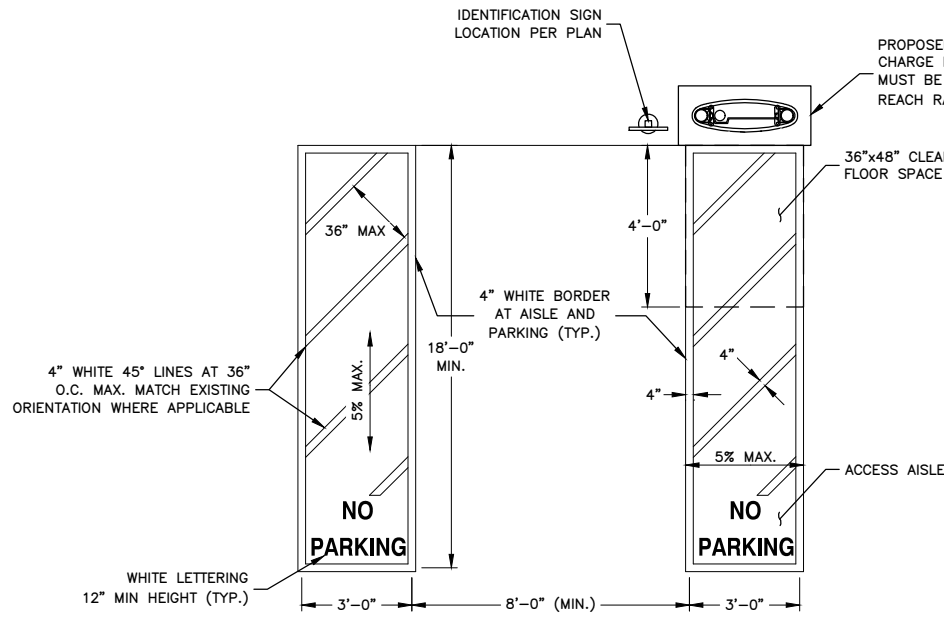 IDENTIFICATION SIGN
LOCATION PER PLAN
CHARGE
MUST BE
REACH
36"x48"
FLOOR SPACE
36" MAX
4'-0"
4" WHITE BORDER
AT AISLE AND
PARKING (TYP.)
18'-0"
MIN.
4" WHITE 45° LINES AT 36"
O.C. MAX. MATCH EXISTING
ORIENTATION WHERE APPLICABLE
5% MAX.
4"
4"
5% MAX.
ACCESS AISLE
NO
PARKING
NO
PARKING
WHITE LETTERING
12" MIN HEIGHT (TYP.)
3'-0"
8'-0" (MIN.)
3'-0"